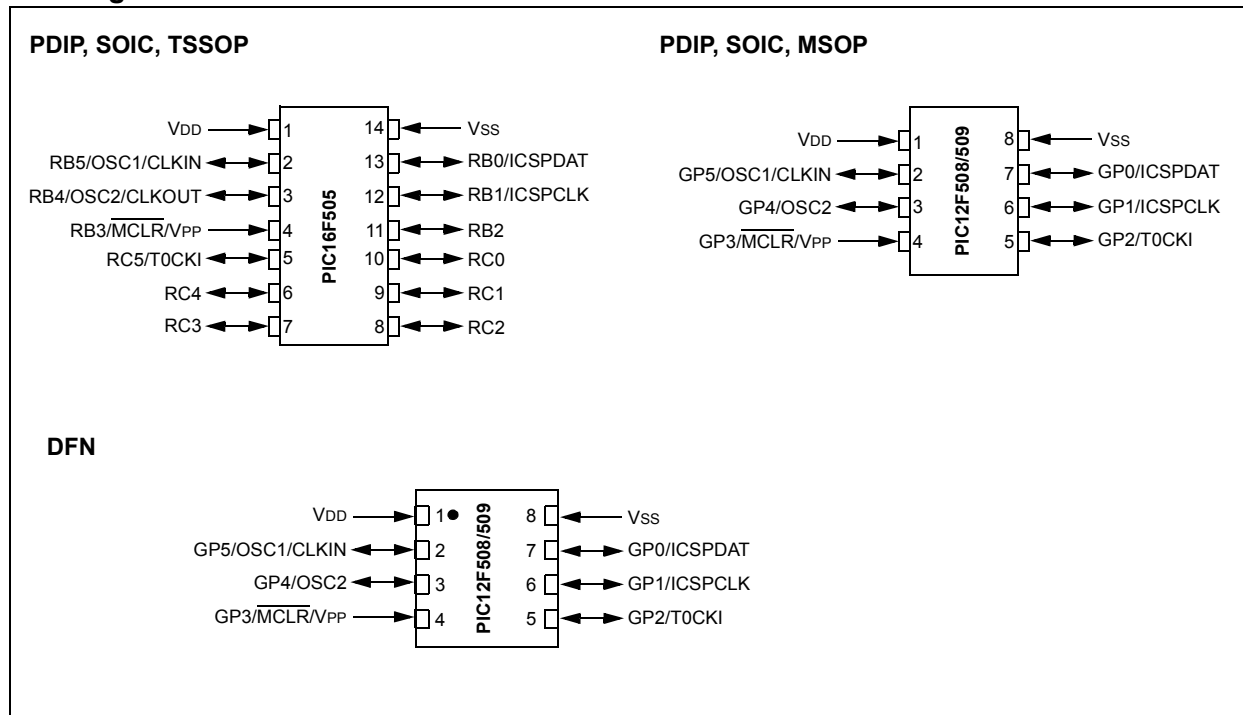 PDIP, SOIC, TSSOP
VDD 1 14 VSS
RB5/OSC1/CLKIN 2 13 RB0/ICSPDAT
RB4/OSC2/CLKOUT 3 12 RB1/ICSPCLK
RB3/MCLR/VPP 4 11 RB2
RC5/T0CKI 5 10 RC0
RC4 6 9 RC1
RC3 7 8 RC2
PIC16F505
PDIP, SOIC, MSOP
VDD 1 8 VSS
GP5/OSC1/CLKIN 2 7 GP0/ICSPDAT
GP4/OSC2 3 6 GP1/ICSPCLK
GP3/MCLR/VPP 4 5 GP2/T0CKI
PIC12F508/509
DFN
VDD 1 8 VSS
GP5/OSC1/CLKIN 2 7 GP0/ICSPDAT
GP4/OSC2 3 6 GP1/ICSPCLK
GP3/MCLR/VPP 4 5 GP2/T0CKI
PIC12F508/509